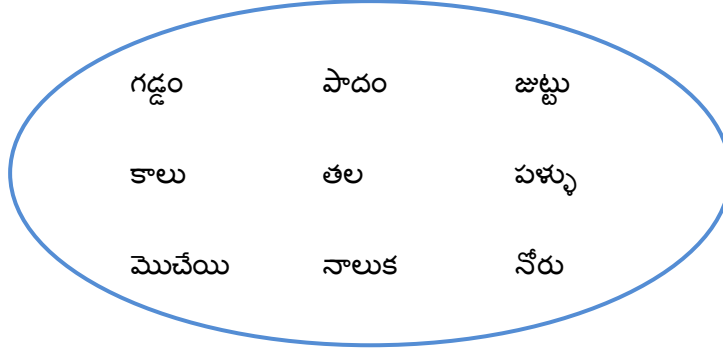 గడ్డం పాదం జుట్టు
కాలు తల పళ్ళు
మొచేయి నాలుక నోరు